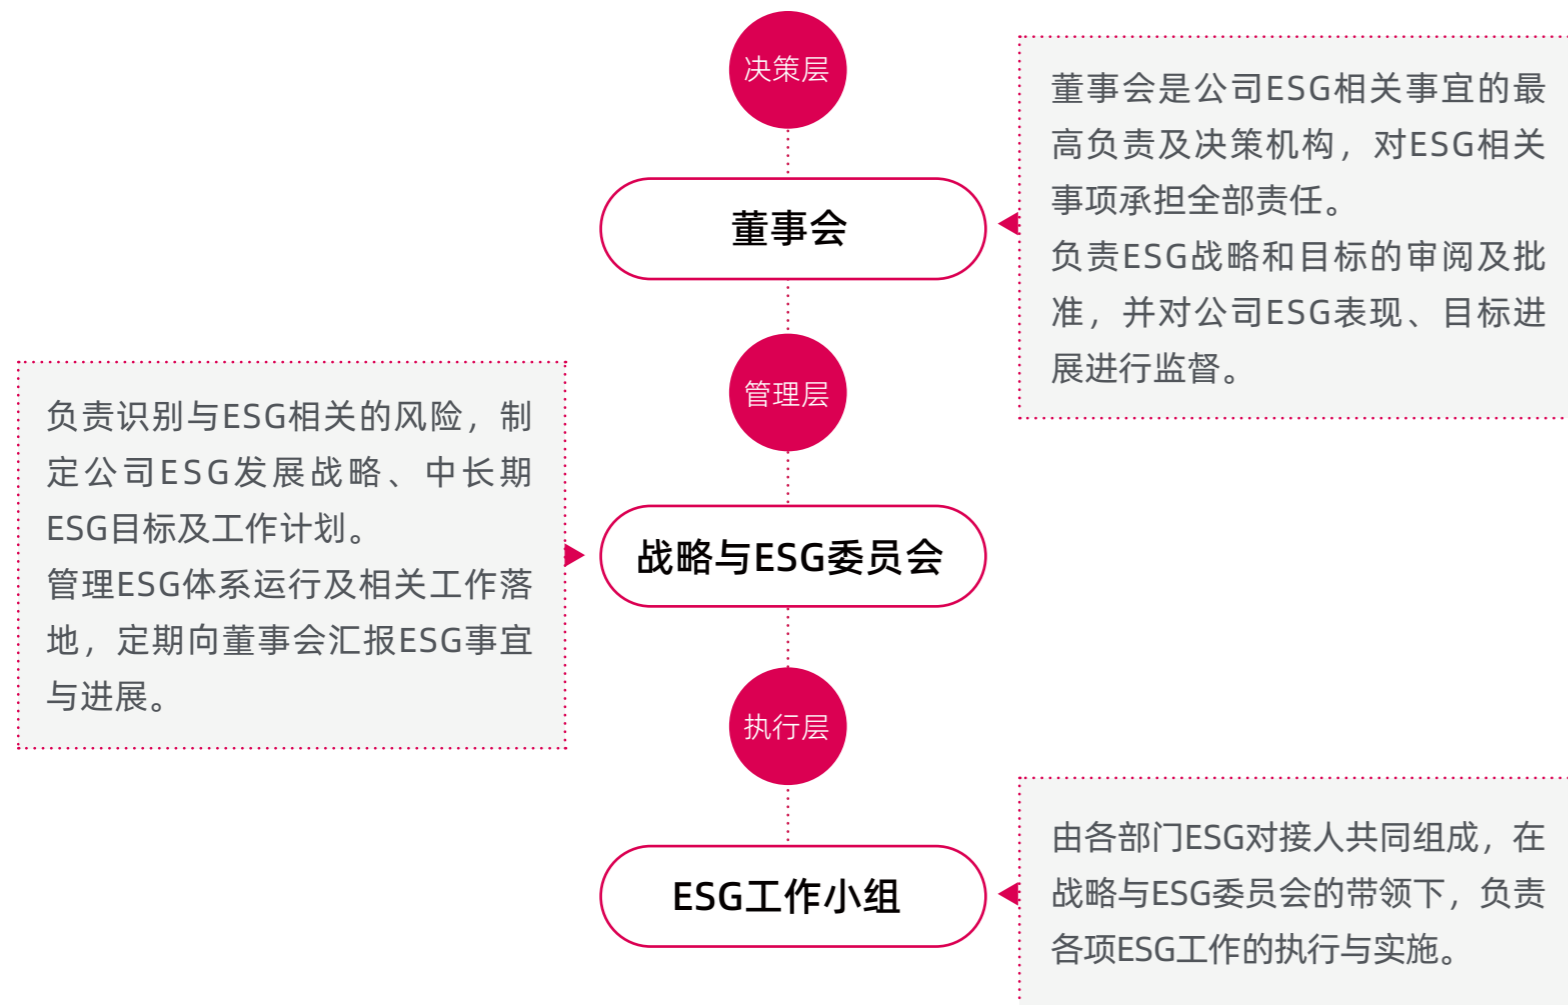 决策层
董事会是公司ESG相关事宜的最
高负责及决策机构，对ESG相关
事项承担全部责任。
负责ESG战略和目标的审阅及批
准，并对公司ESG表现、目标进
展进行监督。
董事会
管理层
负责识别与ESG相关的风险，制
定公司ESG发展战略、中长期
ESG目标及工作计划。
管理ESG体系运行及相关工作落
地，定期向董事会汇报ESG事宜
与进展。
战略与ESG委员会
执行层
ESG工作小组
由各部门ESG对接人共同组成，在
战略与ESG委员会的带领下，负责
各项ESG工作的执行与实施。